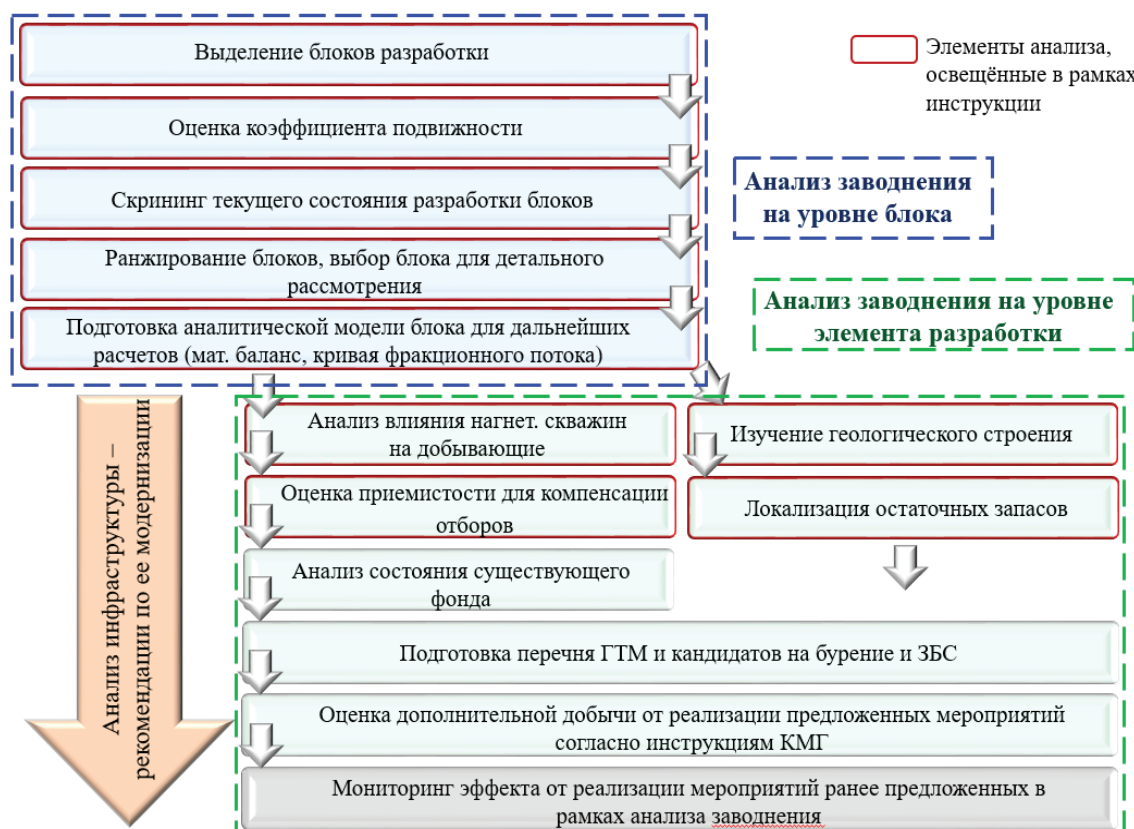 Выделение блоков разработки
Оценка коэффициента подвижности
Скрининг текущего состояния разработки блоков
Ранжирование блоков, выбор блока для детального
рассмотрения
Подготовка аналитической модели блока для дальнейших
расчетов (мат. баланс, кривая фракционного потока)
Элементы анализа,
освещённые в рамках
инструкции
Анализ заводнения
на уровне блока
Анализ заводнения на уровне
элемента разработки
Анализ инфраструктуры –
рекомендации по ее модернизации
Анализ влияния нагнет. скважин
на добывающие
Изучение геологического строения
Оценка приемистости для компенсации
отборов
Локализация остаточных запасов
Анализ состояния существующего
фонда
Подготовка перечня ГТМ и кандидатов на бурение и ЗБС
Оценка дополнительной добычи от реализации предложенных мероприятий
согласно инструкциям КМГ
Мониторинг эффекта от реализации мероприятий ранее предложенных в
рамках анализа заводнения